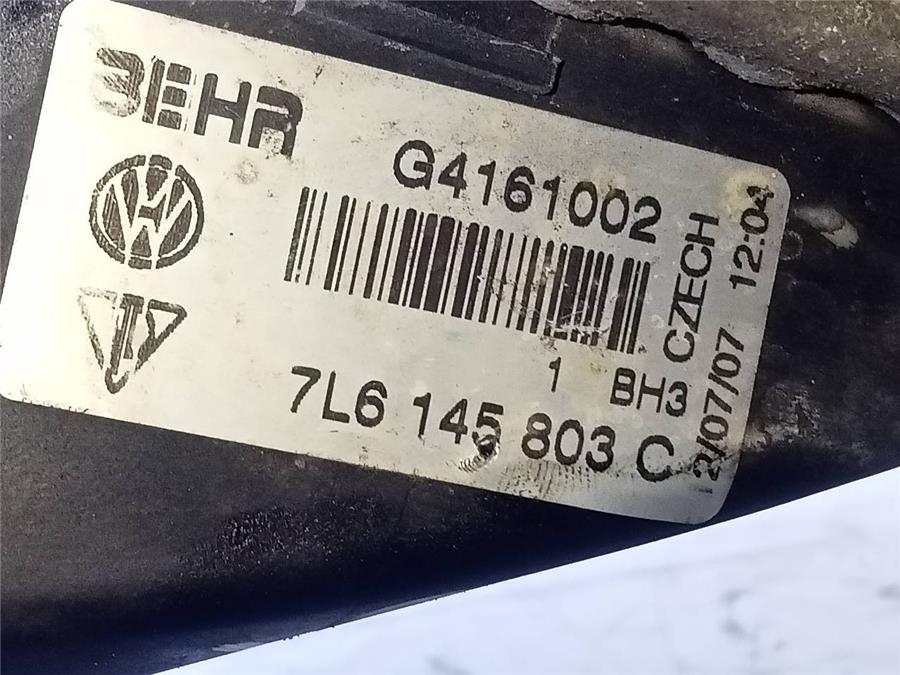 BEHR
G4161002
1 BH3
7L6 145 803 C
CZECH
2/07/07 12:04